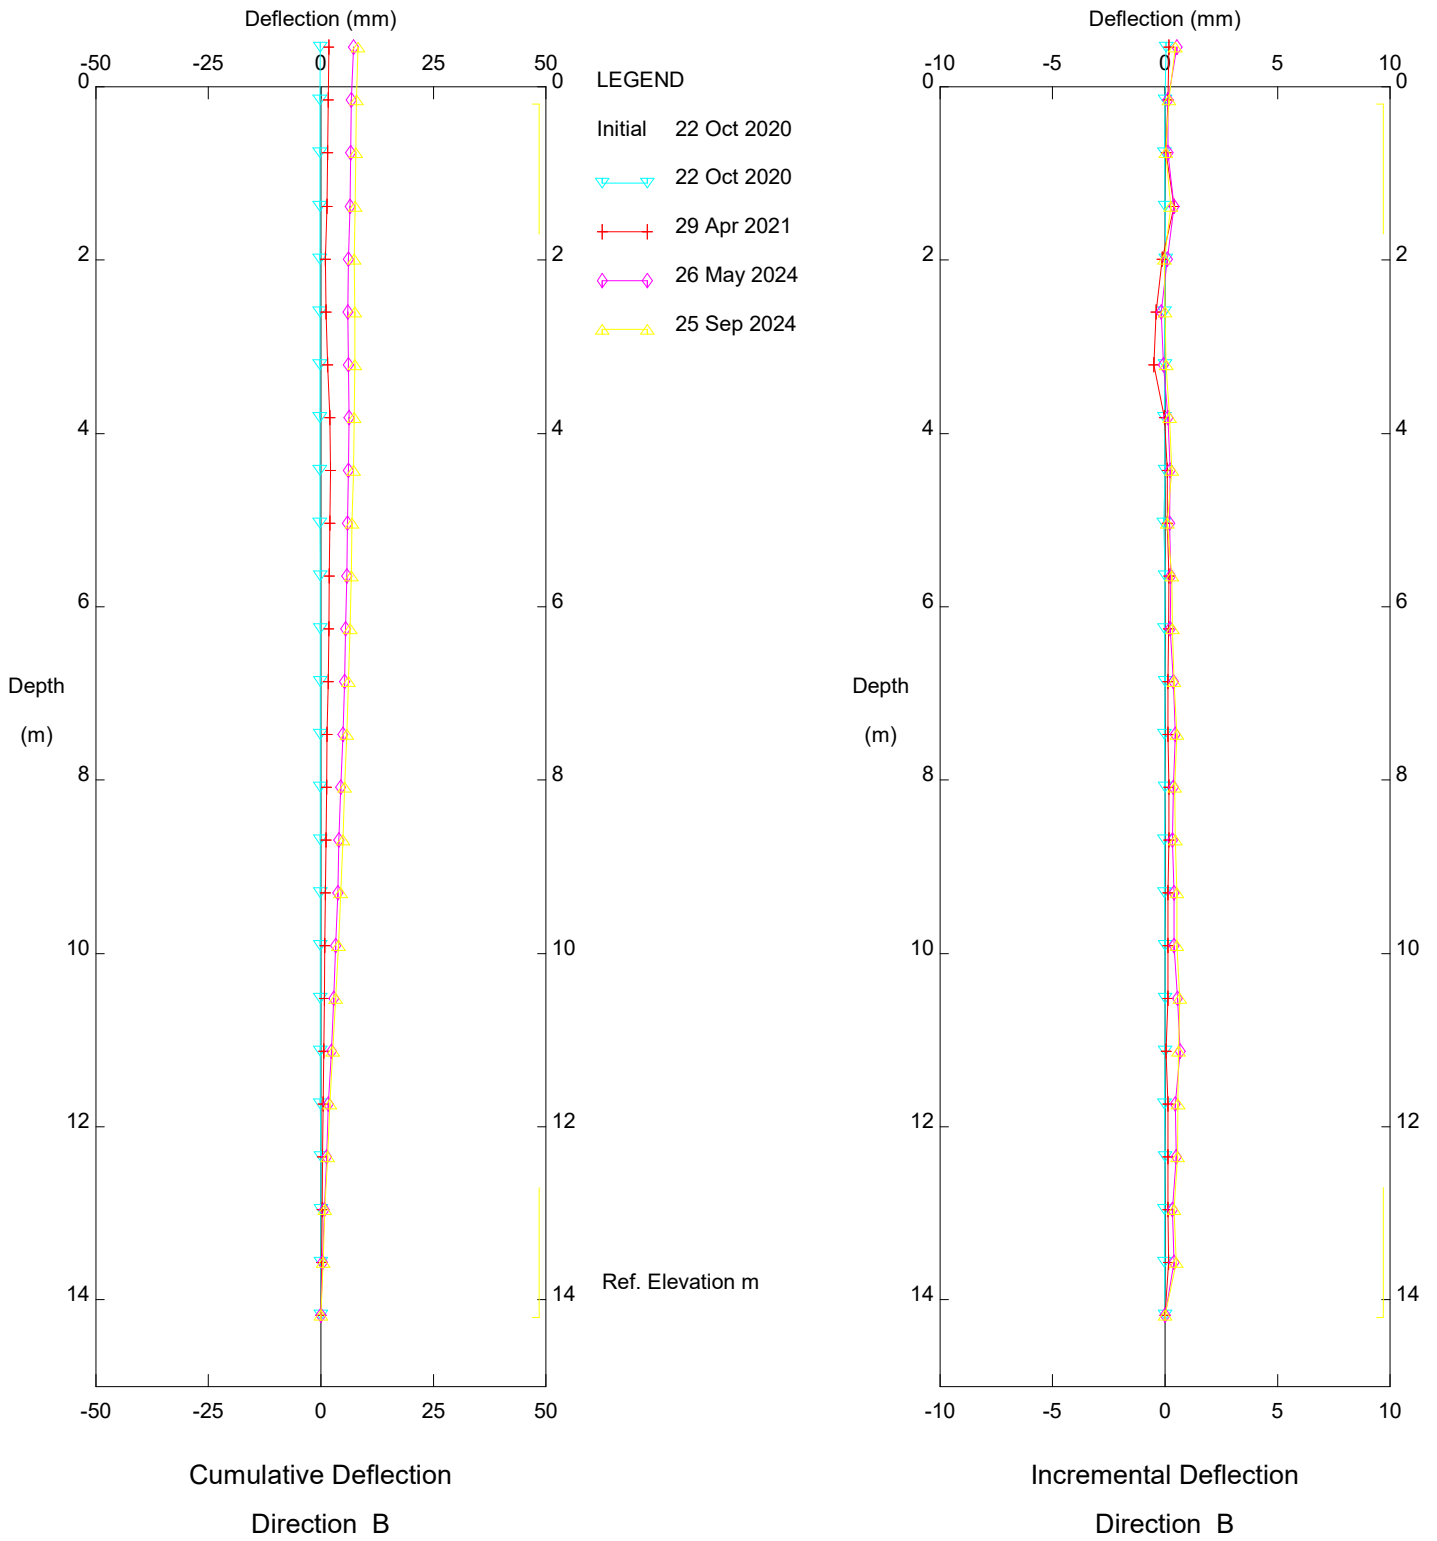 Deflection (mm)
-50 -25 0 25 50
0 0
2 2
4 4
6 6
Depth
(m)
8 8
10 10
12 12
14 14
-50 -25 0 25 50
Cumulative Deflection
Direction B
LEGEND
Initial 22 Oct 2020
22 Oct 2020
29 Apr 2021
26 May 2024
25 Sep 2024
Ref. Elevation m
Deflection (mm)
-10 -5 0 5 10
0 0
2 2
4 4
6 6
Depth
(m)
8 8
10 10
12 12
14 14
-10 -5 0 5 10
Incremental Deflection
Direction B